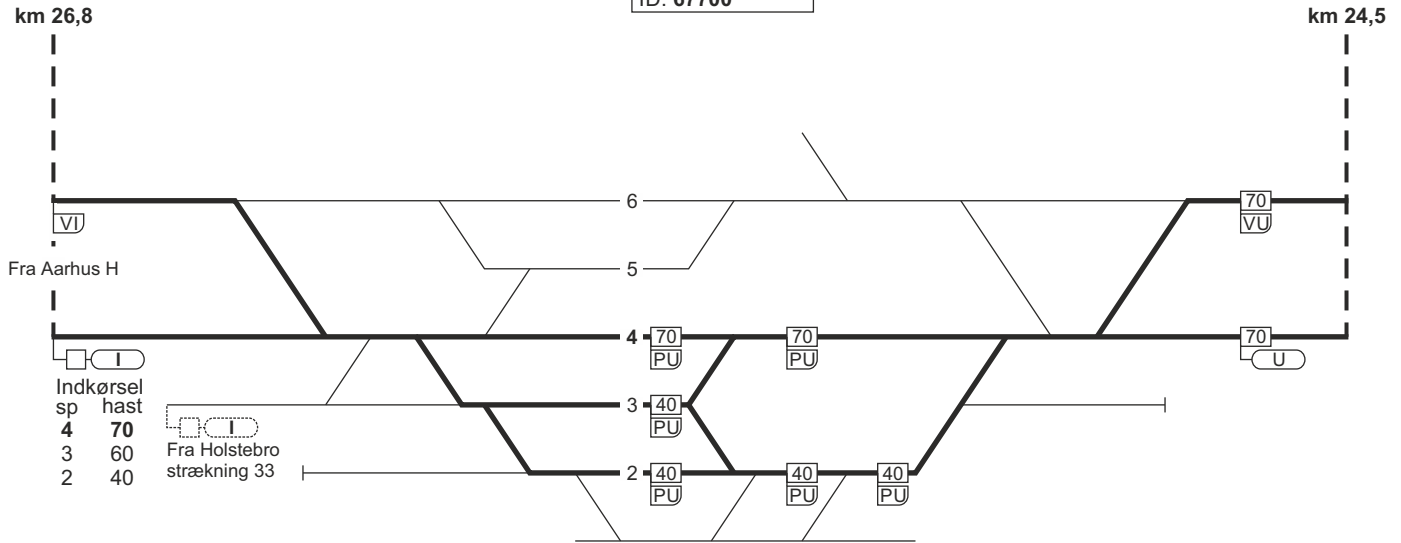 ID: 67700
km 26,8
km 24,5
6
70
VI
VU
Fra Aarhus H
5
4 70 70 70
PU PU U
I
Indkørsel
sp hast
4 70
3 60
2 40
3 40
PU
I
Fra Holstebro
strækning 33
2 40 40 40
PU PU PU